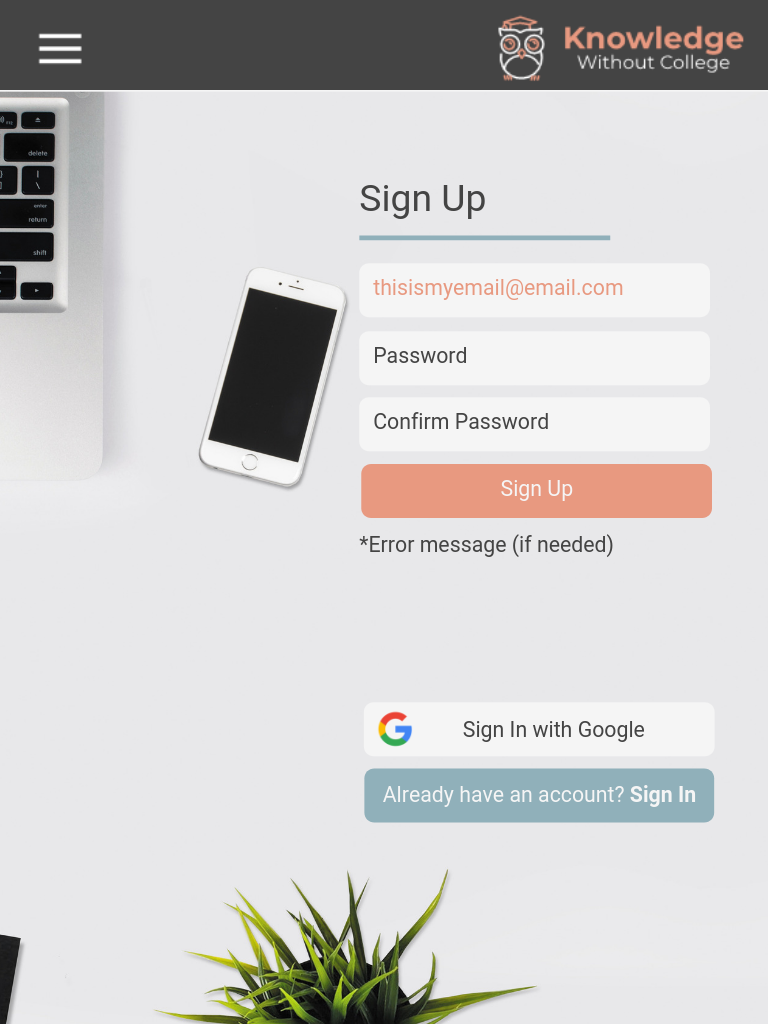 Knowledge
Without College
delete
enter
return
shift
Sign Up
thisismyemail@email.com
Password
Confirm Password
Sign Up
*Error message (if needed)
Sign In with Google
Already have an account? Sign In